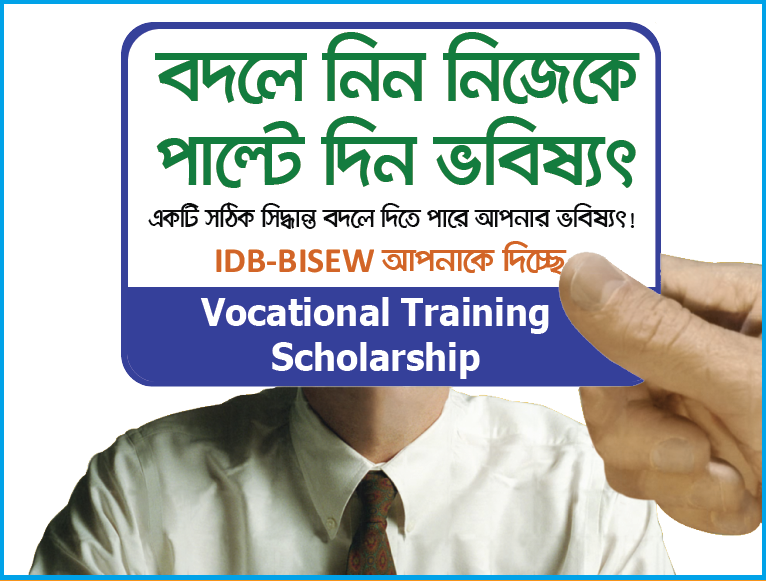 বদলে নিন নিজেকে
পাল্টে দিন ভবিষ্যৎ
একটি সঠিক সিদ্ধান্ত বদলে দিতে পারে আপনার ভবিষ্যৎ!
IDB-BISEW আপনাকে দিচ্ছে
Vocational Training
Scholarship